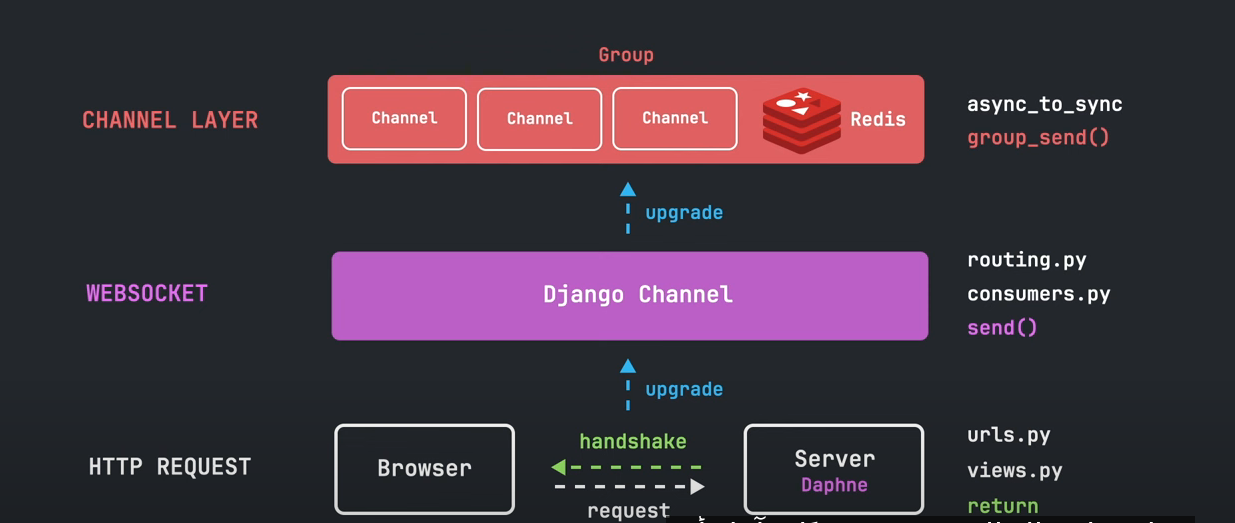 Group
CHANNEL LAYER
Channel
Channel
Channel
Redis
async_to_sync
group_send()
upgrade
WEBSOCKET
Django Channel
routing.py
consumers.py
send()
upgrade
HTTP REQUEST
Browser
handshake
request
Server
Daphne
urls.py
views.py
return